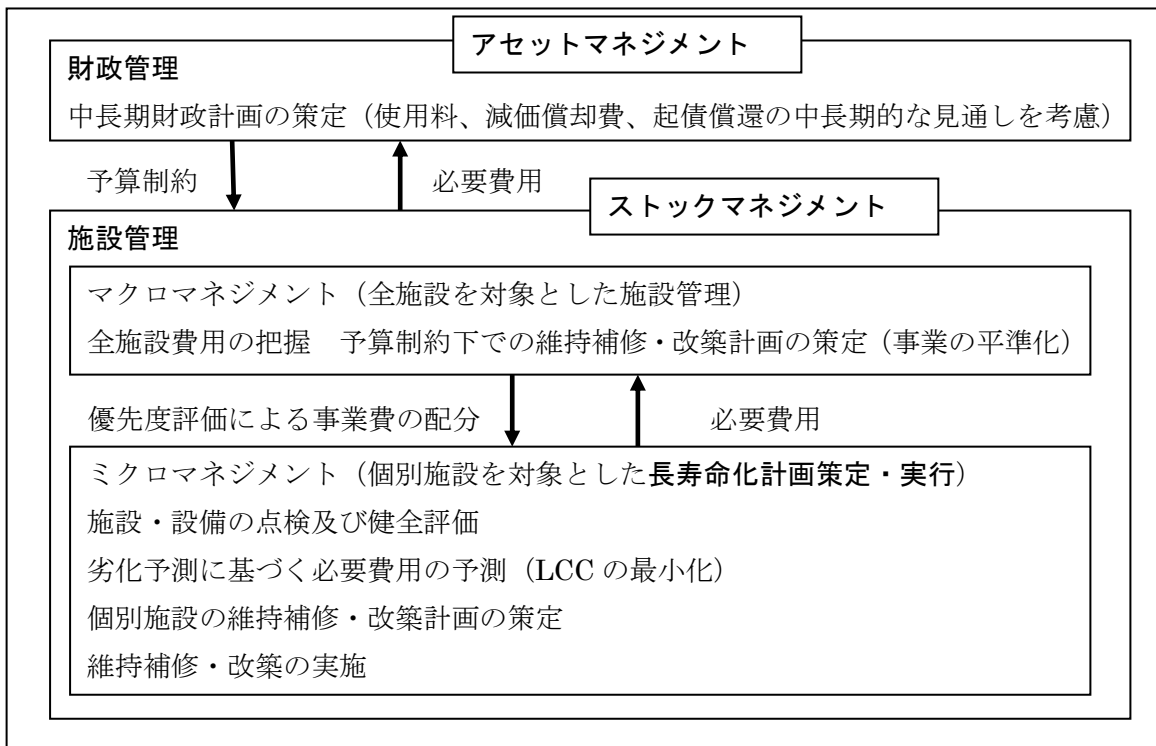 アセットマネジメント
財政管理
中長期財政計画の策定（使用料、減価償却費、起債償還の中長期的な見通しを考慮）
予算制約
必要費用
ストックマネジメント
施設管理
マクロマネジメント（全施設を対象とした施設管理）
全施設費用の把握　予算制約下での維持補修・改築計画の策定（事業の平準化）
優先度評価による事業費の配分
必要費用
ミクロマネジメント（個別施設を対象とした長寿命化計画策定・実行）
施設・設備の点検及び健全評価
劣化予測に基づく必要費用の予測（LCC の最小化）
個別施設の維持補修・改築計画の策定
維持補修・改築の実施